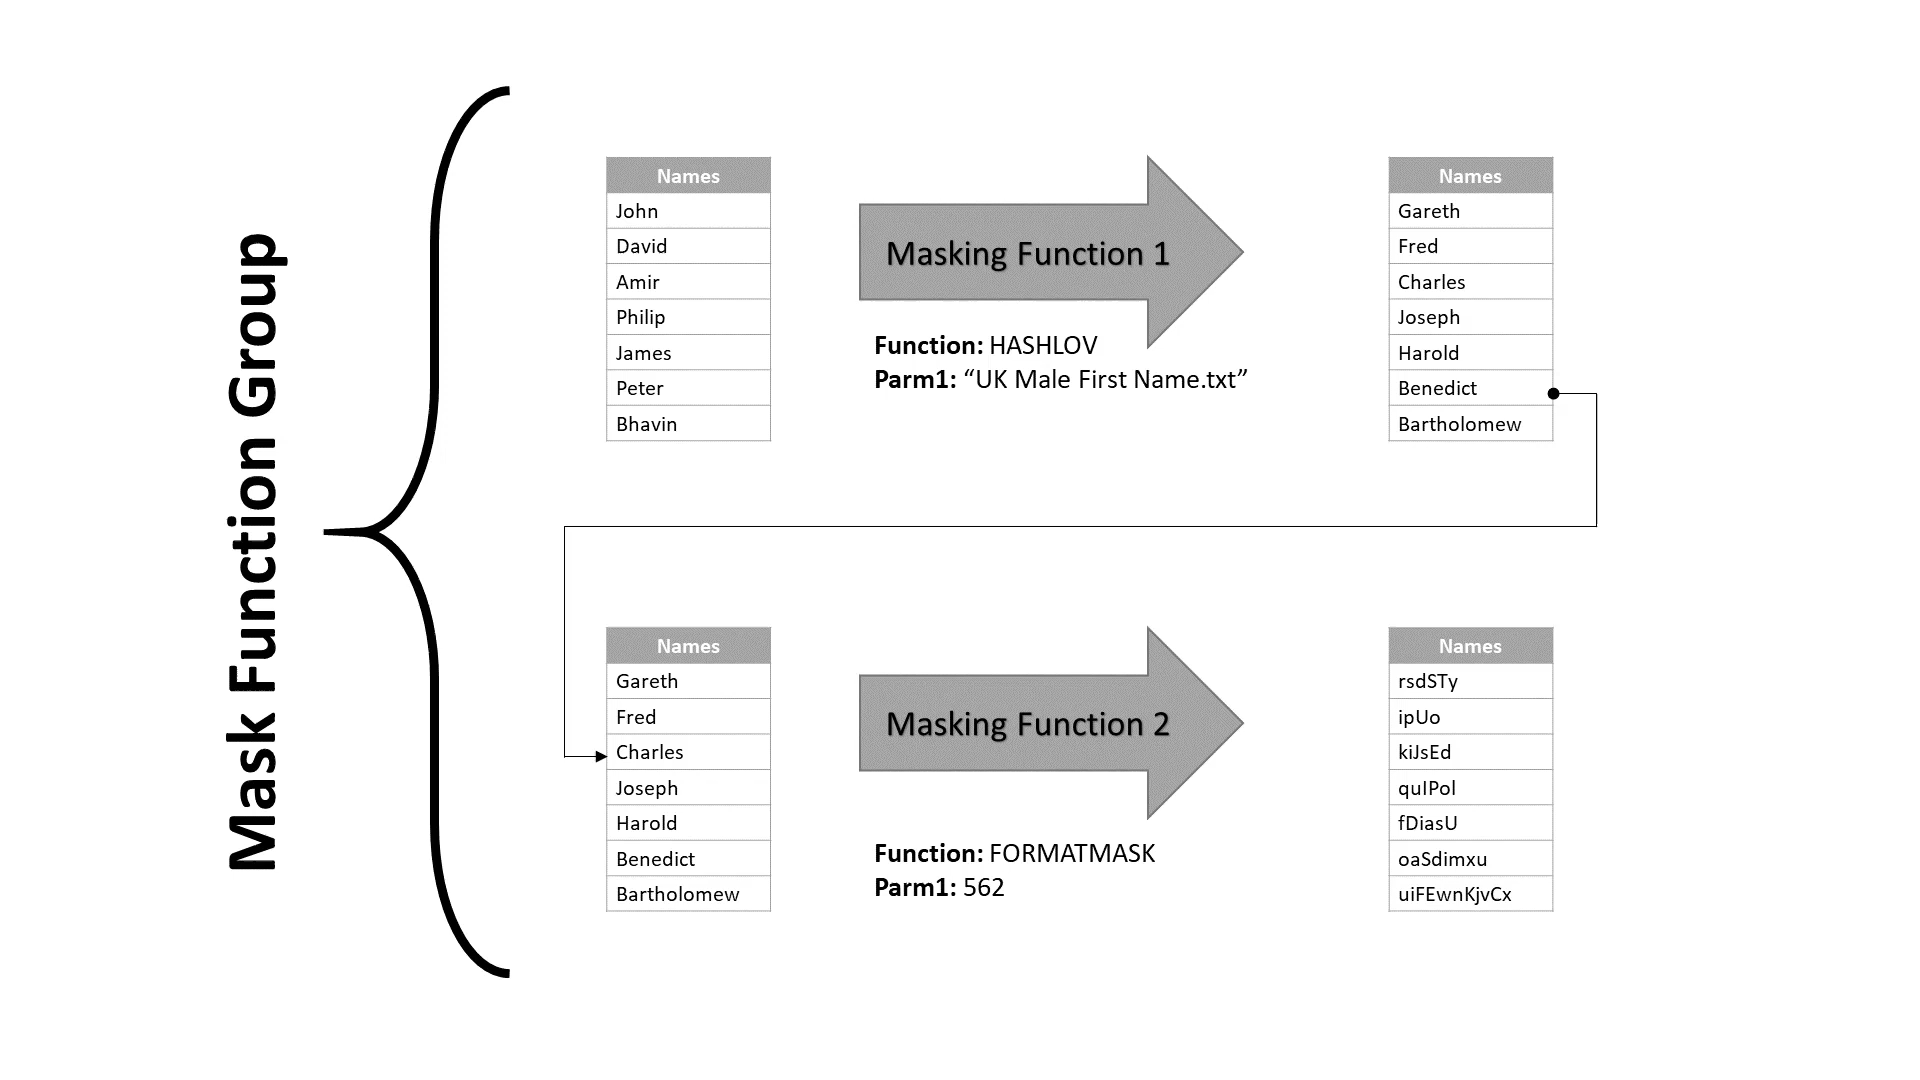 Mask Function Group
Names
John
David
Amir
Philip
James
Peter
Bhavin
Masking Function 1
Function: HASHLOV
Parm1: “UK Male First Name.txt”
Names
Gareth
Fred
Charles
Joseph
Harold
Benedict
Bartholomew
Names
Gareth
Fred
Charles
Joseph
Harold
Benedict
Bartholomew
Masking Function 2
Function: FORMATMASK
Parm1: 562
Names
rsdSTy
ipUo
kiJsEd
quIPol
fDiasU
oaSdimxu
uiFEwnKjvCx